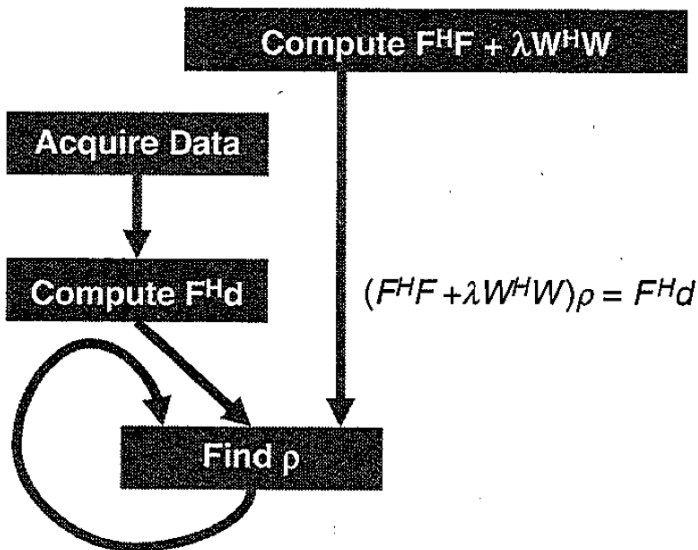 Compute FᴴF + λWᴴW
Acquire Data
Compute Fᴴd
(FᴴF + λWᴴW)ρ = Fᴴd
Find ρ